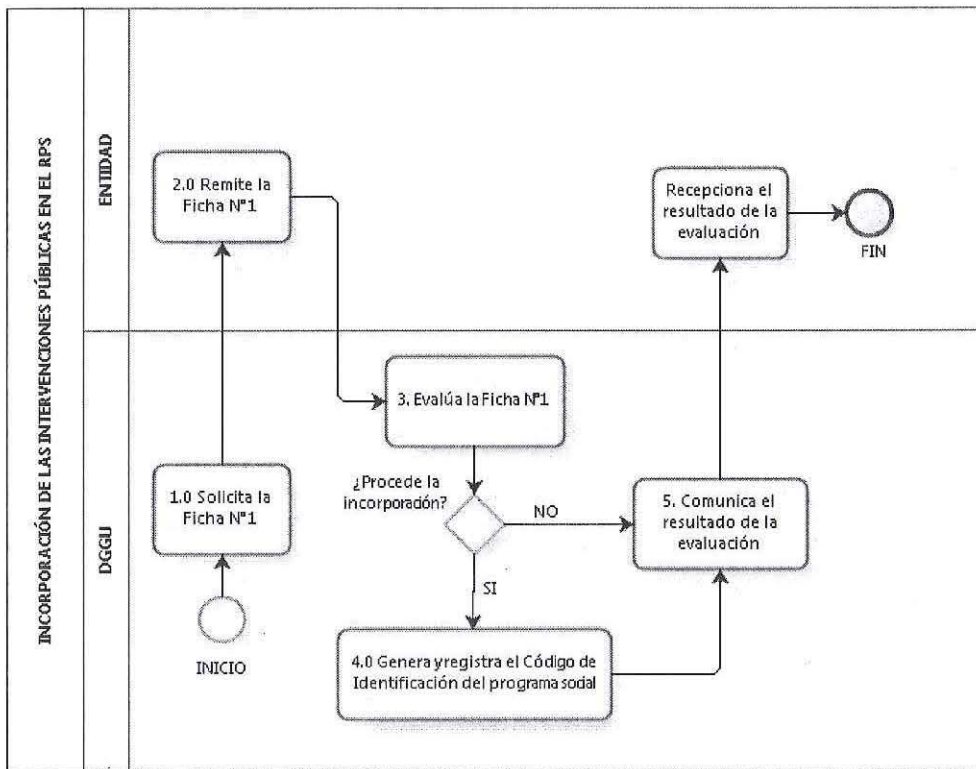 INCORPORACIÓN DE LAS INTERVENCIONES PÚBLICAS EN EL RPS
ENTIDAD
2.0 Remite la
Ficha N°1
Recepciona el
resultado de la
evaluación
FIN
DGGU
3. Evalúa la Ficha N°1
¿Procede la
incorporación?
1.0 Solicita la
Ficha N°1
NO
5. Comunica el
resultado de la
evaluación
SI
INICIO
4.0 Genera yregistra el Código de
Identificación del programa social